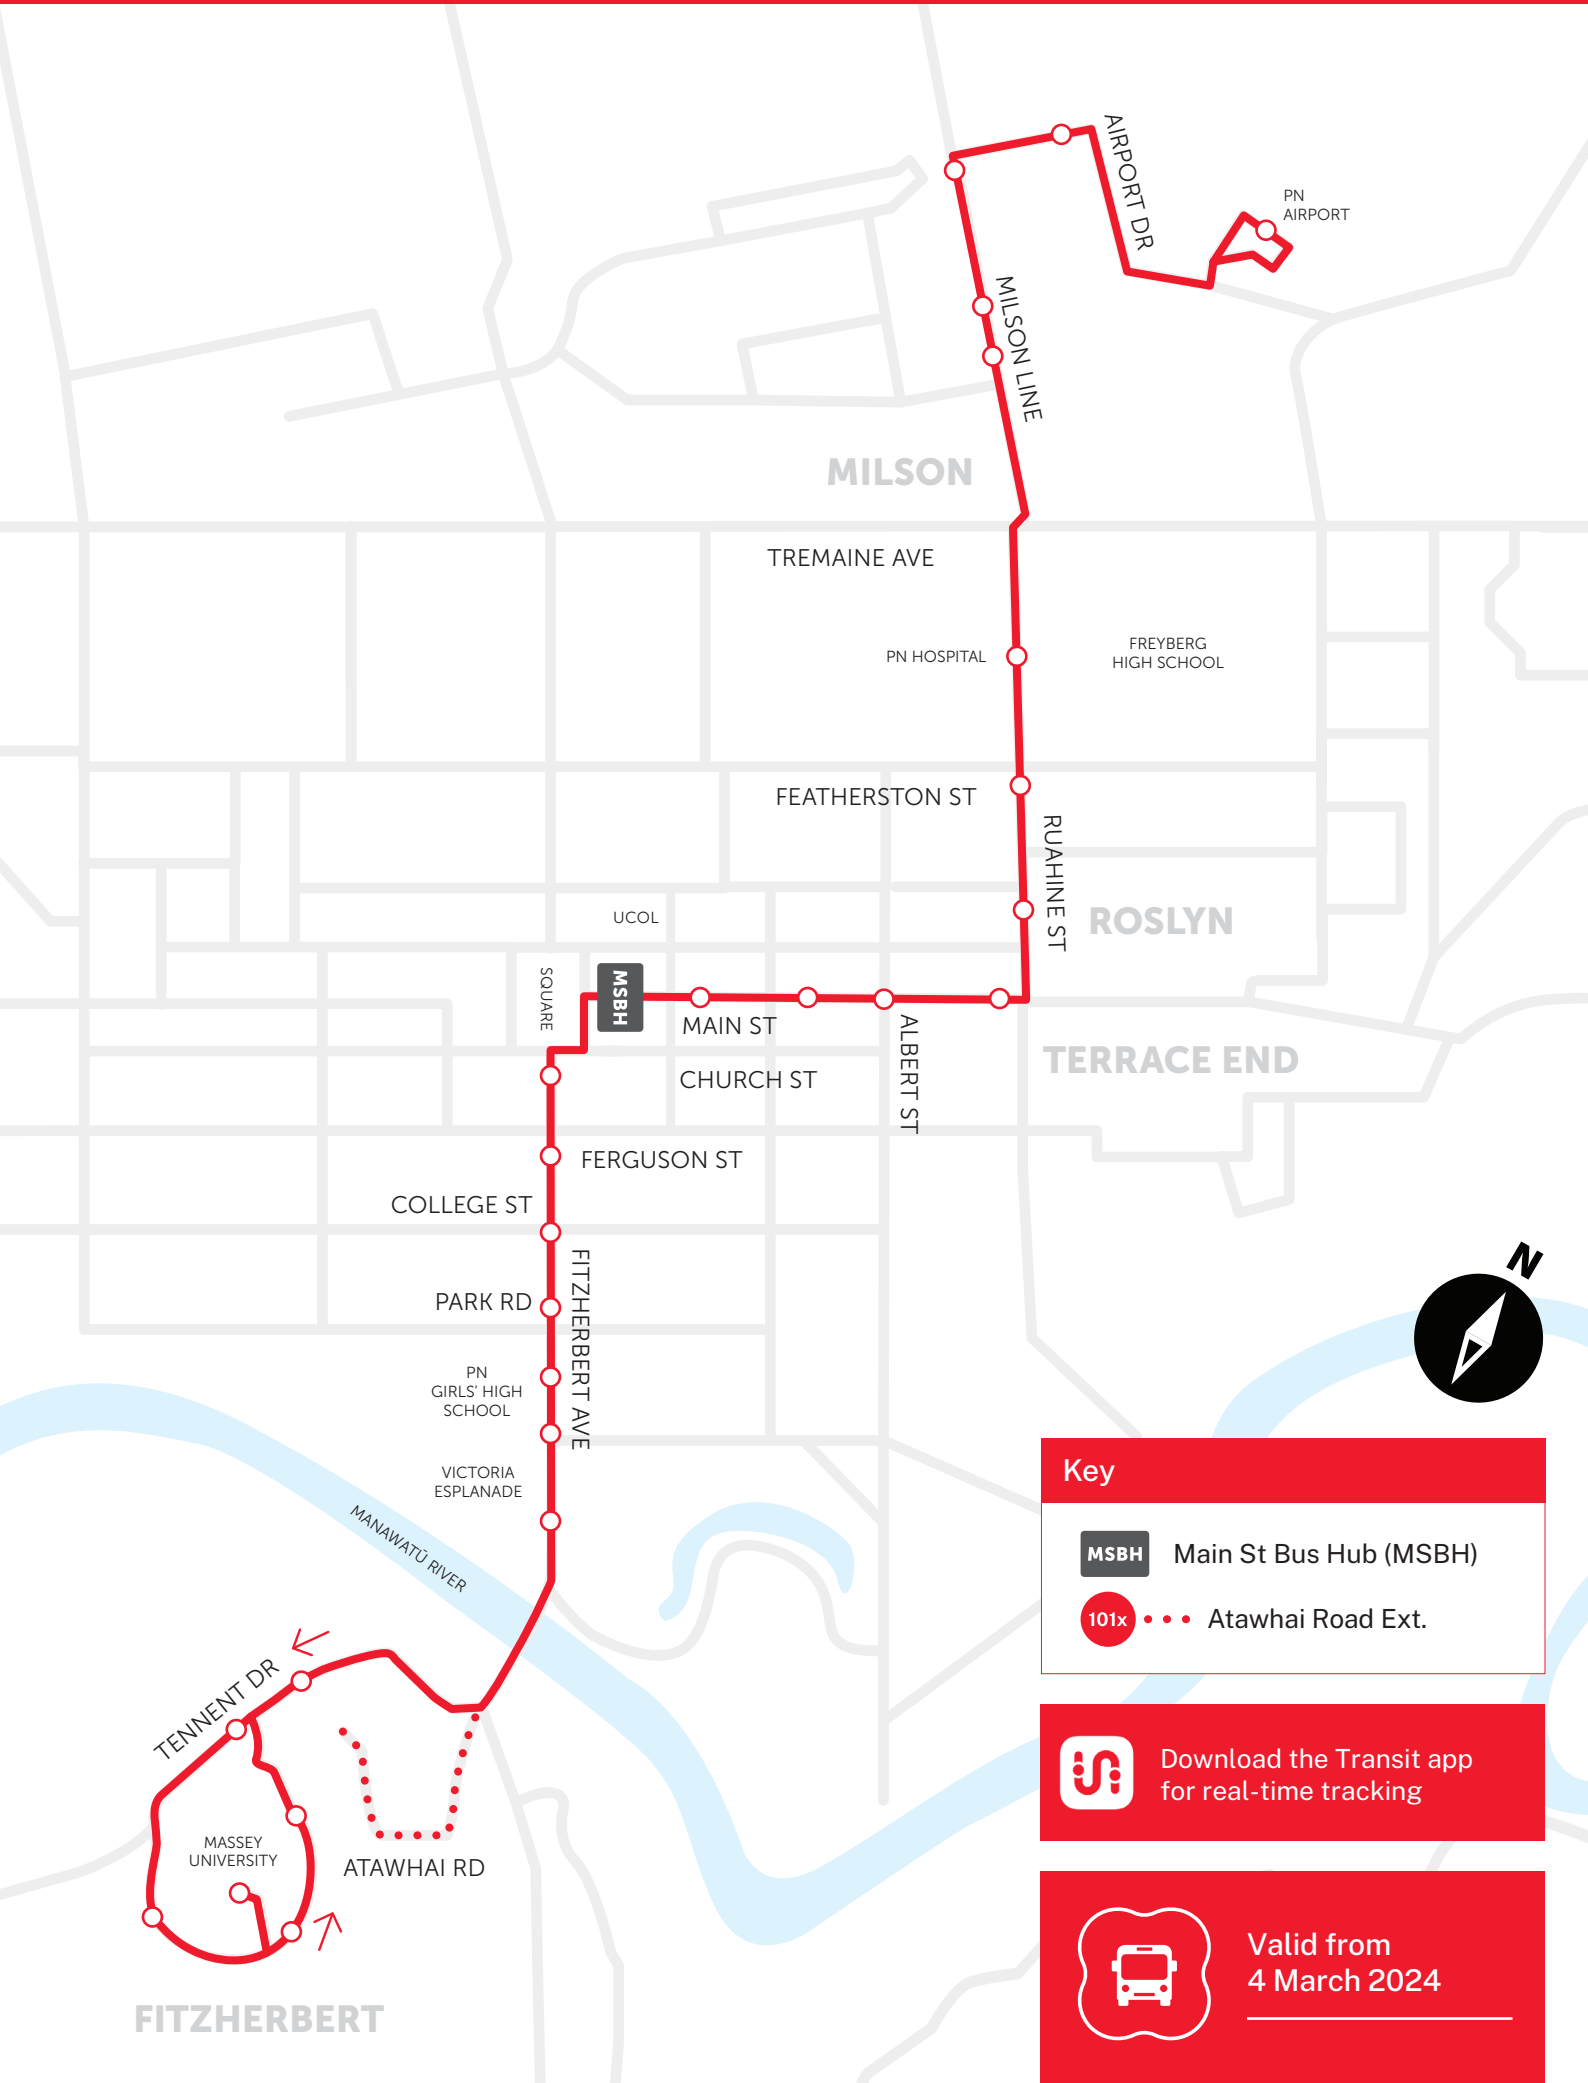 AIRPORT DR
PN
AIRPORT
MILSON LINE
MILSON
TREMAINE AVE
PN HOSPITAL
FREYBERG
HIGH SCHOOL
FEATHERSTON ST
RUAHINE ST
UCOL
ROSLYN
SQUARE
MSBH
MAIN ST
ALBERT ST
TERRACE END
CHURCH ST
FERGUSON ST
COLLEGE ST
FITZHERBERT AVE
PARK RD
PN
GIRLS' HIGH
SCHOOL
VICTORIA
ESPLANADE
MANAWATŪ RIVER
N
Key
MSBH Main St Bus Hub (MSBH)
101x Atawhai Road Ext.
TENNENT DR
Download the Transit app
for real-time tracking
MASSEY
UNIVERSITY
ATAWHAI RD
Valid from
4 March 2024
FITZHERBERT